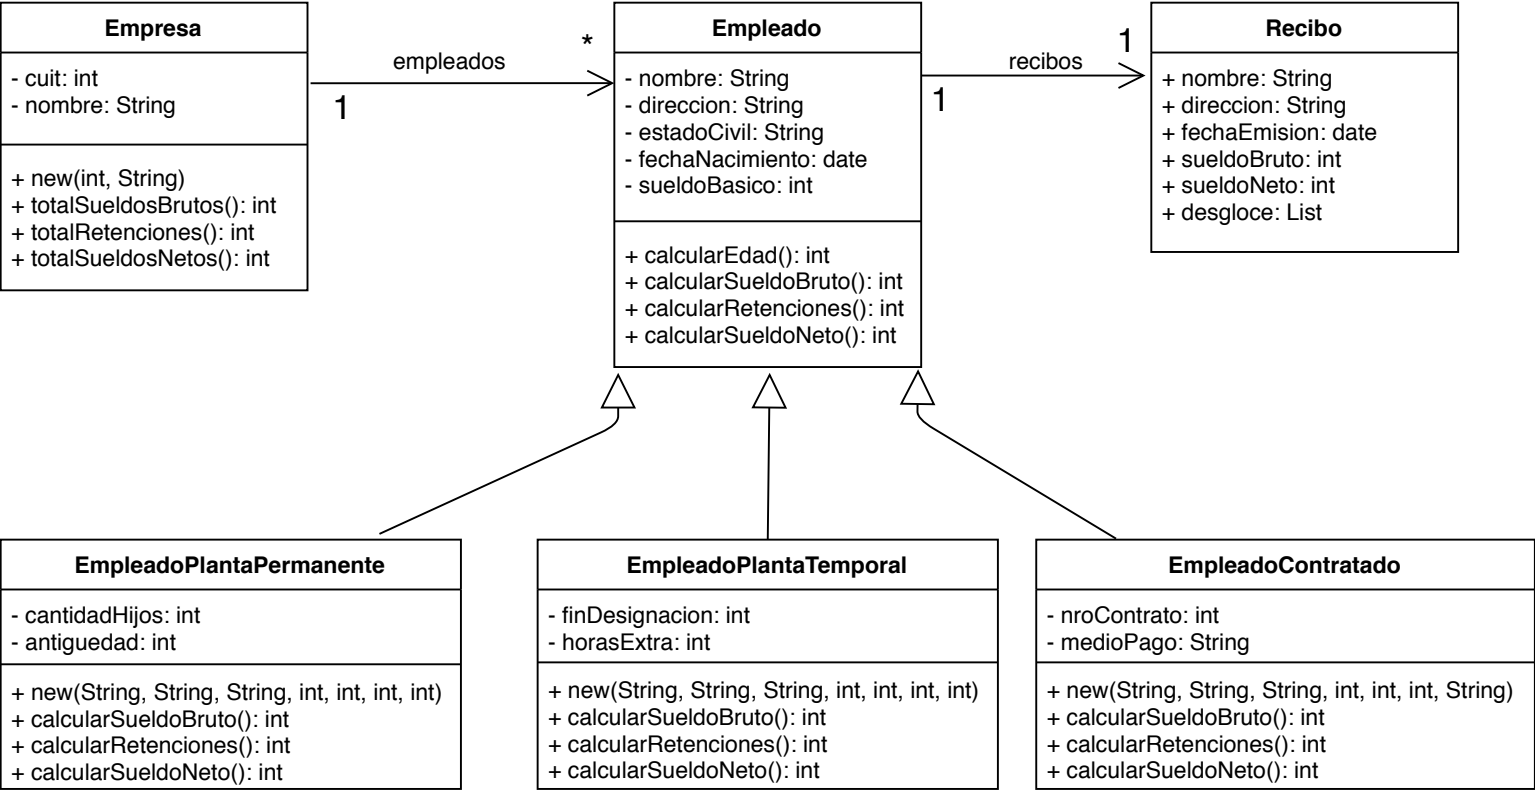 Empresa
- cuit: int
- nombre: String
+ new(int, String)
+ totalSueldosBrutos(): int
+ totalRetenciones(): int
+ totalSueldosNetos(): int
empleados
*
1
Empleado
- nombre: String
- direccion: String
- estadoCivil: String
- fechaNacimiento: date
- sueldoBasico: int
+ calcularEdad(): int
+ calcularSueldoBruto(): int
+ calcularRetenciones(): int
+ calcularSueldoNeto(): int
recibos
1
1
Recibo
+ nombre: String
+ direccion: String
+ fechaEmision: date
+ sueldoBruto: int
+ sueldoNeto: int
+ desgloce: List
EmpleadoPlantaPermanente
- cantidadHijos: int
- antiguedad: int
+ new(String, String, String, int, int, int, int)
+ calcularSueldoBruto(): int
+ calcularRetenciones(): int
+ calcularSueldoNeto(): int
EmpleadoPlantaTemporal
- finDesignacion: int
- horasExtra: int
+ new(String, String, String, int, int, int, int)
+ calcularSueldoBruto(): int
+ calcularRetenciones(): int
+ calcularSueldoNeto(): int
EmpleadoContratado
- nroContrato: int
- medioPago: String
+ new(String, String, String, int, int, int, String)
+ calcularSueldoBruto(): int
+ calcularRetenciones(): int
+ calcularSueldoNeto(): int